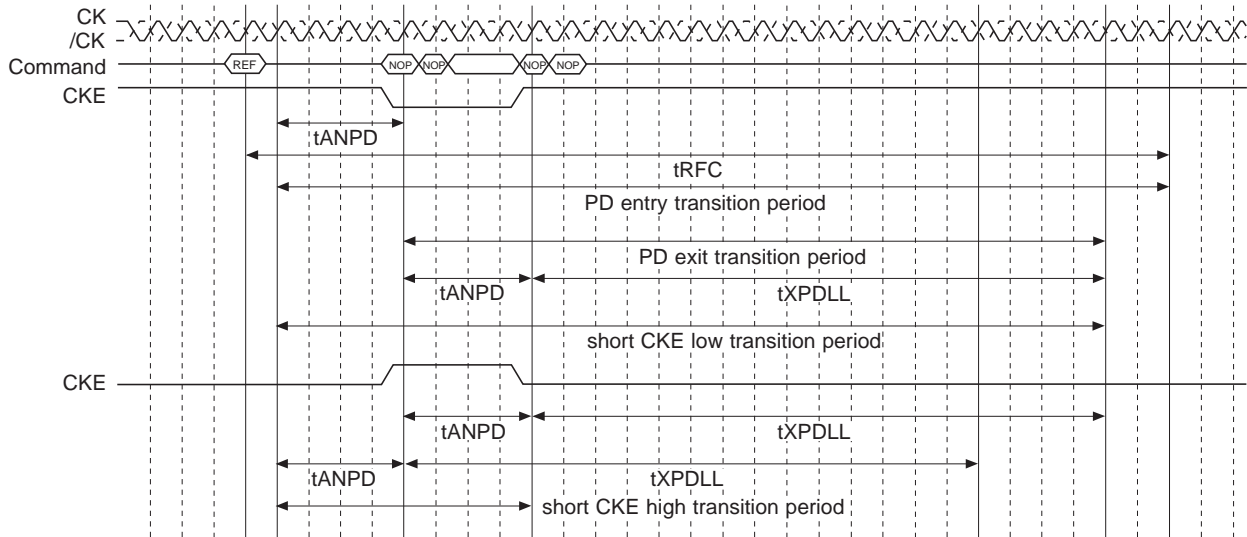 CK
/CK
Command REF NOP NOP NOP NOP
CKE
tANPD
tRFC
PD entry transition period
PD exit transition period
tANPD tXPDLL
short CKE low transition period
CKE
tANPD tXPDLL
tANPD tXPDLL
short CKE high transition period